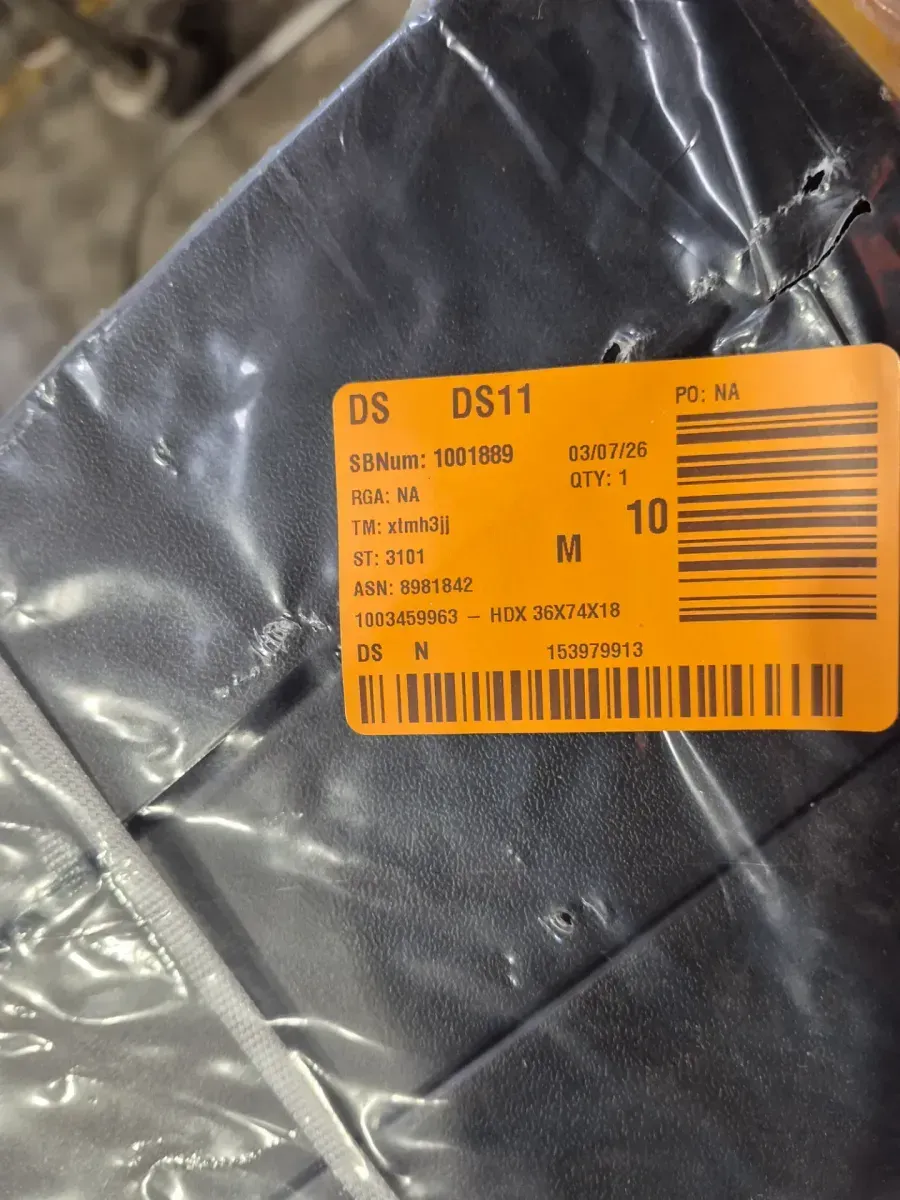 DS DS11 PO: NA
SBNum: 1001889 03/07/26
QTY: 1
RGA: NA
10
TM: xtmh3jj
M
ST: 3101
ASN: 8981842
1003459963 – HDX 36X74X18
DS N 153979913